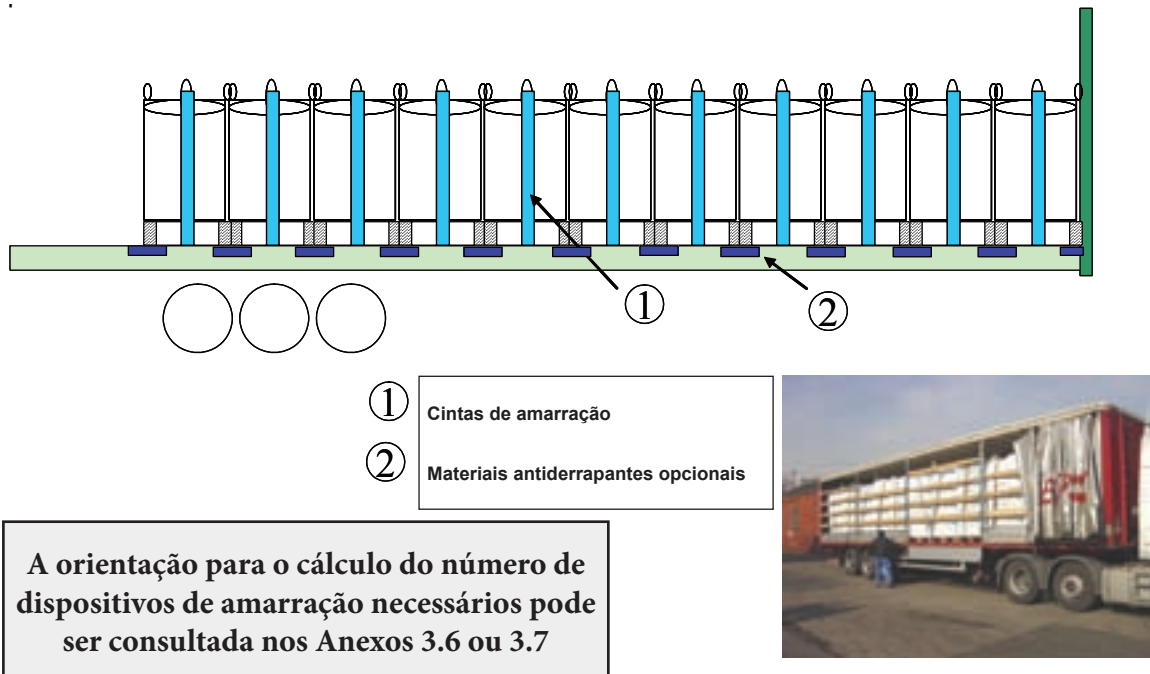 ①
②
① Cintas de amarração
② Materiais antiderrapantes opcionais
A orientação para o cálculo do número de
dispositivos de amarração necessários pode
ser consultada nos Anexos 3.6 ou 3.7